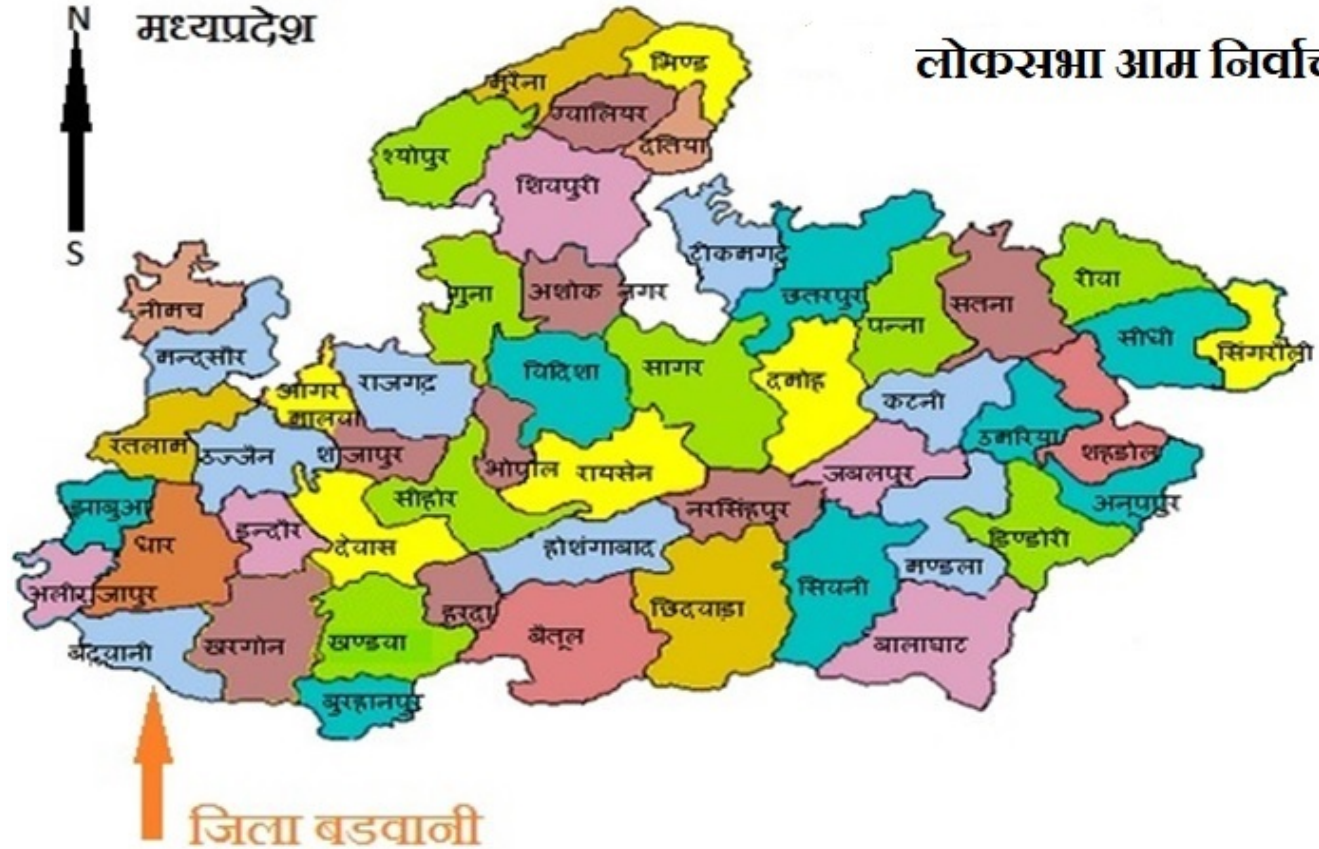 N
मध्यप्रदेश
लोकसभा आम निर्वाच
S
मुरैना
भिण्ड
ग्वालियर
दतिया
श्योपुर
शिवपुरी
टीकमगढ़
छतरपुर
रीवा
सतना
पन्ना
सीधी
सिंगरौली
नीमच
गुना
अशोक नगर
मन्दसौर
आगर
मालवा
राजगढ़
विदिशा
सागर
दमोह
कटनी
उमरिया
शहडोल
रतलाम
उज्जैन
शाजापुर
भोपाल
रायसेन
जबलपुर
अनूपपुर
झाबुआ
धार
इन्दौर
देवास
सीहोर
नरसिंहपुर
होशंगाबाद
डिण्डोरी
मण्डला
सिवनी
अलीराजापुर
बड़वानी
खरगोन
खण्डवा
हरदा
बैतूल
छिदवाड़ा
बालाघाट
बुरहानपुर
जिला बडवानी